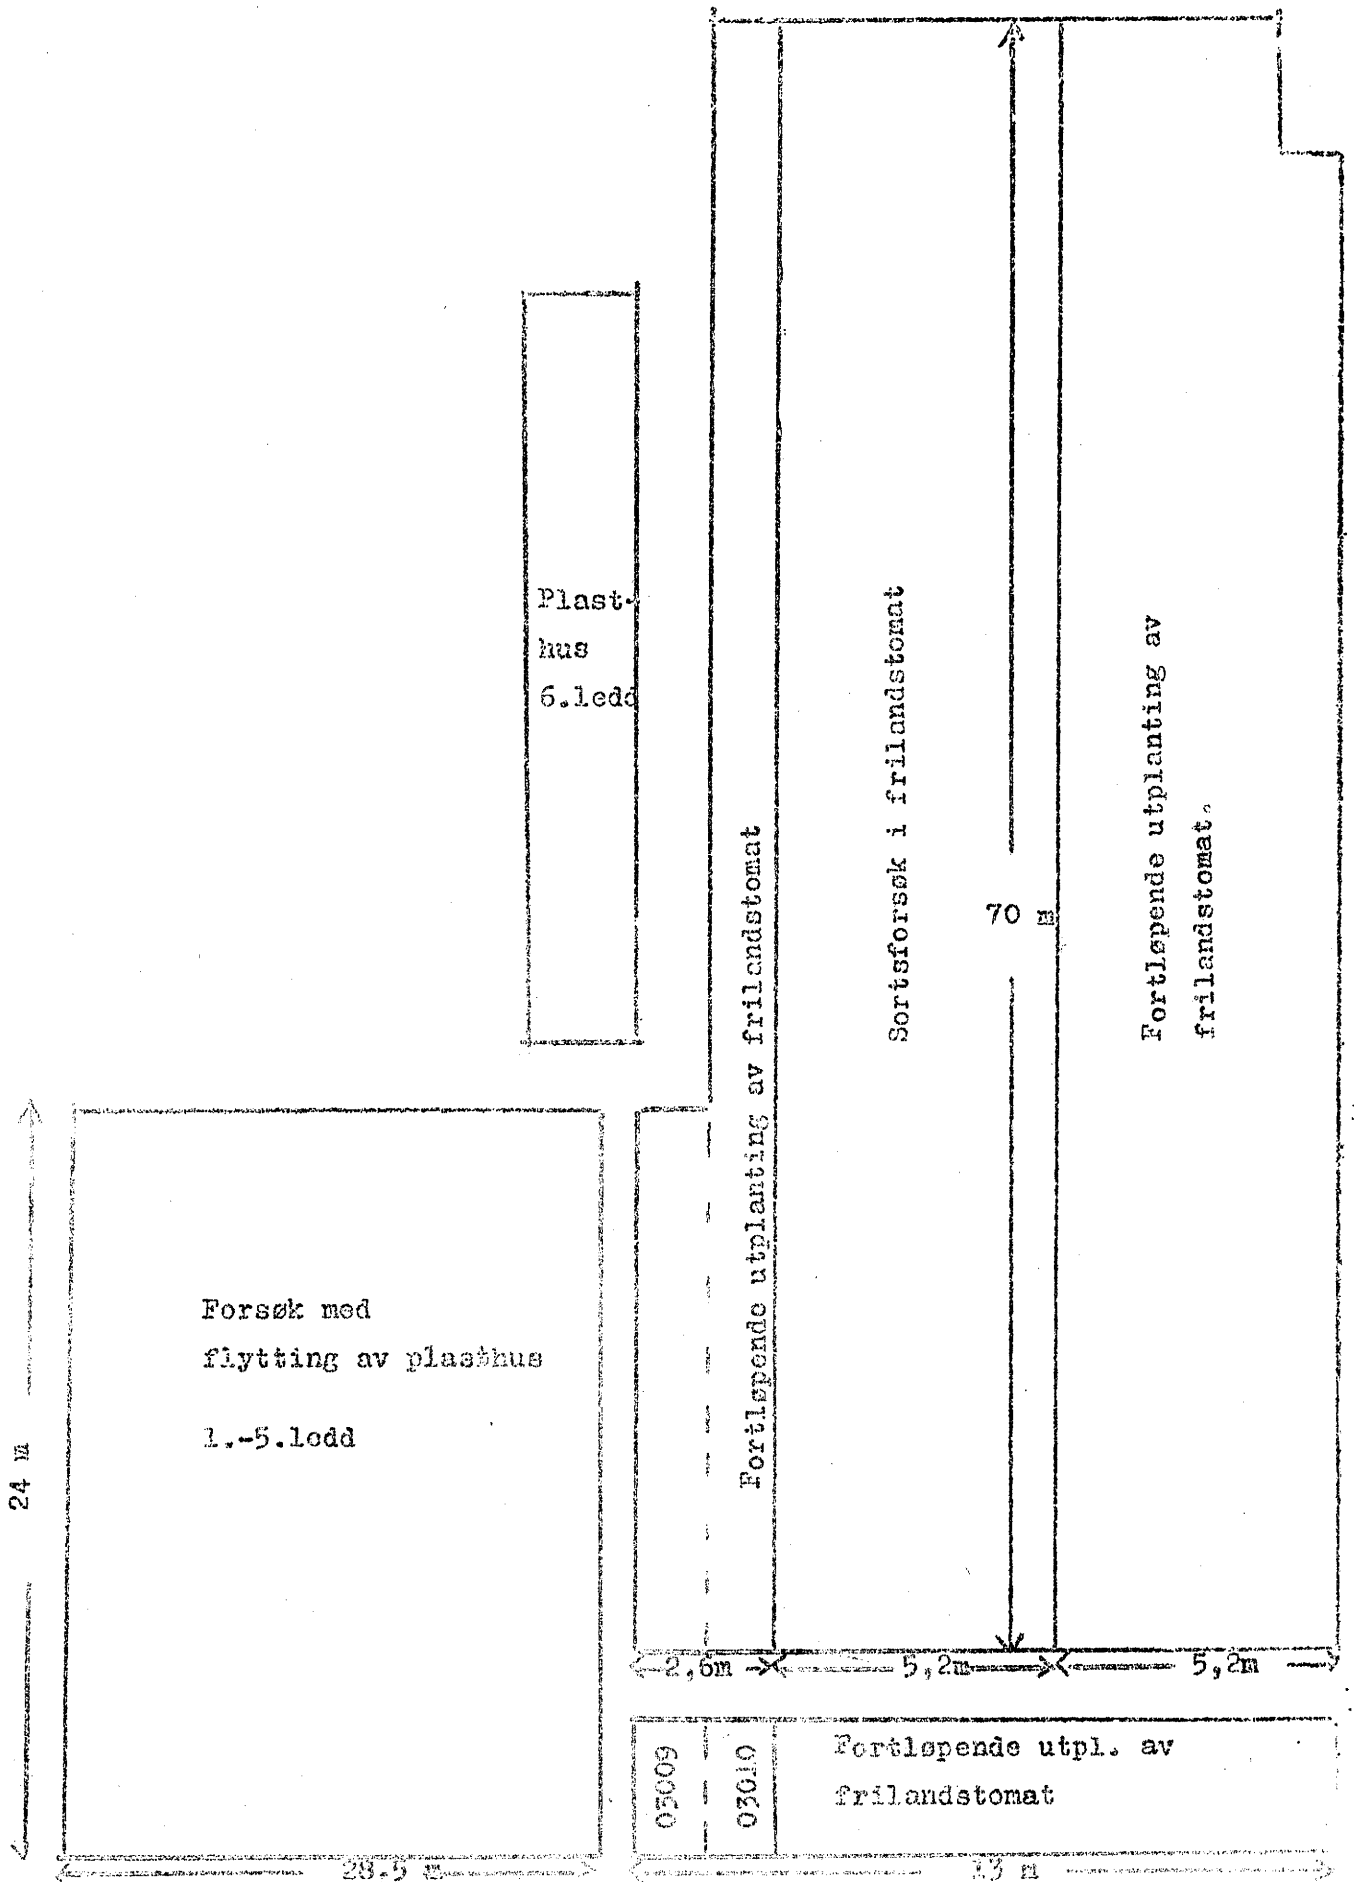 Plast-
hus
6.ledd
Fortløpende utplanting av frilandstomat
Sortsforsøk i frilandstomat
70 m
Fortløpende utplanting av
frilandstomat.
24 m
Forsøk med
flytting av plasthus
1.-5.ledd
2,6m
5,2m
5,2m
03009
03010
Fortløpende utpl. av
frilandstomat
28.5 m
13 m